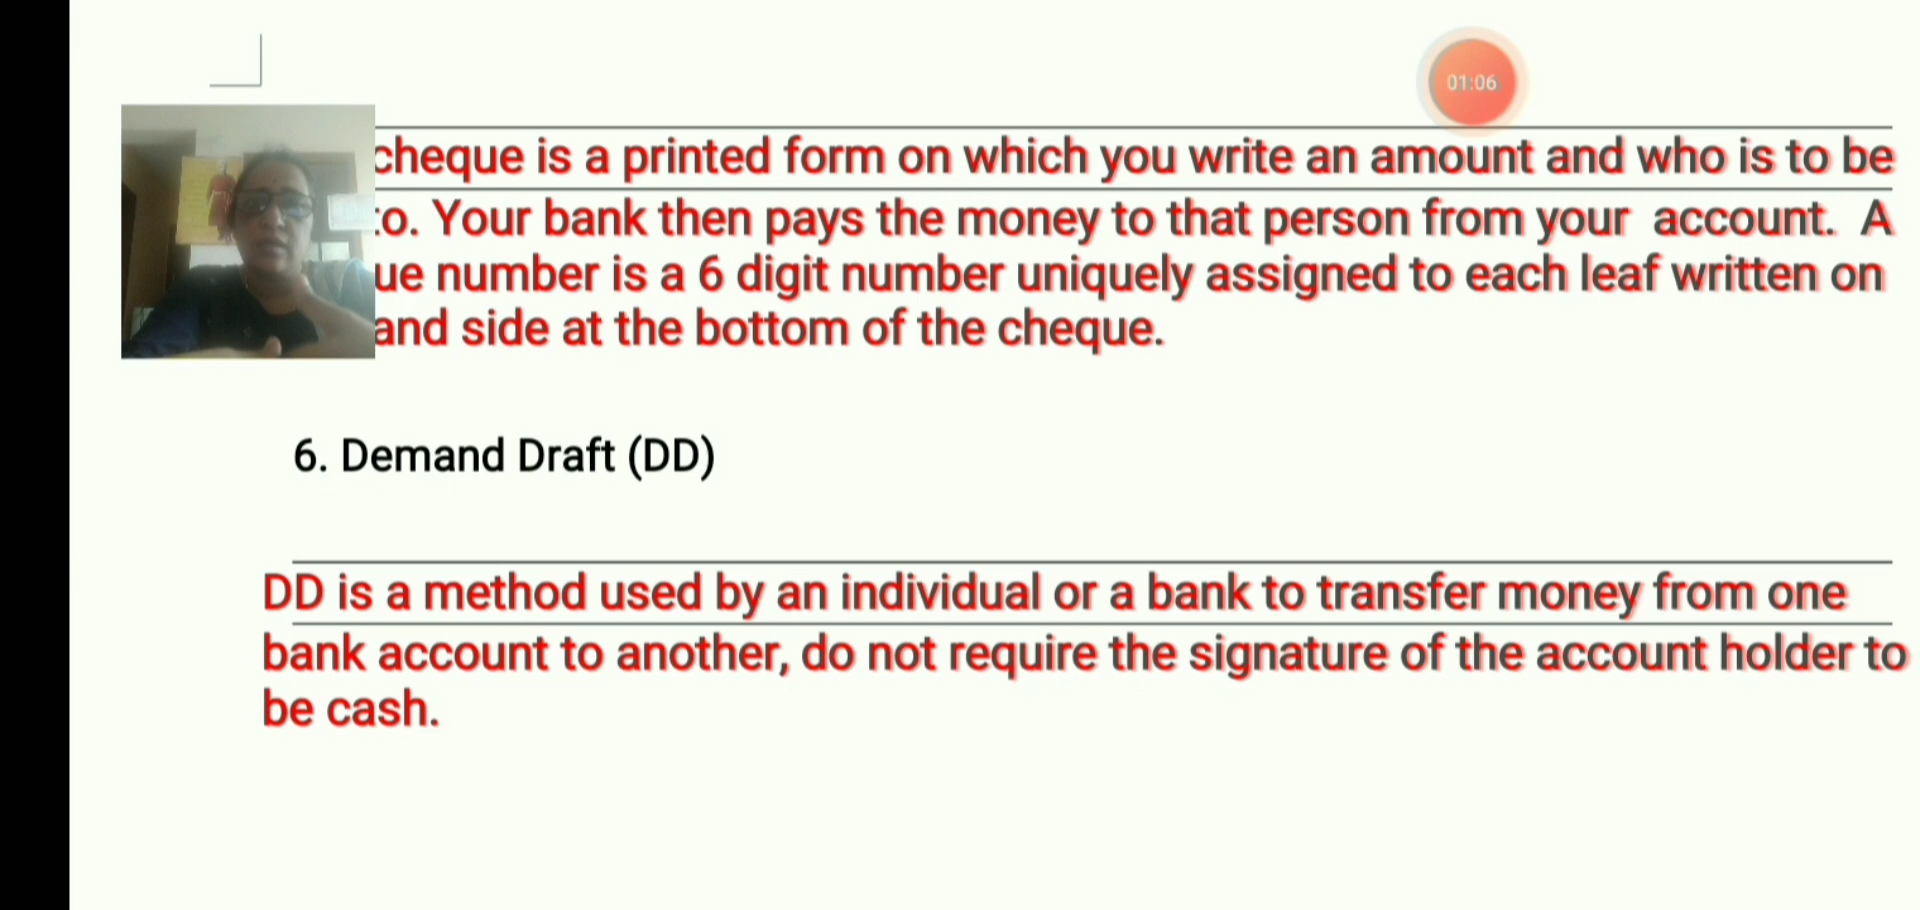 01:06
cheque is a printed form on which you write an amount and who is to be
to. Your bank then pays the money to that person from your account. A
ue number is a 6 digit number uniquely assigned to each leaf written on
and side at the bottom of the cheque.
6. Demand Draft (DD)
DD is a method used by an individual or a bank to transfer money from one
bank account to another, do not require the signature of the account holder to
be cash.